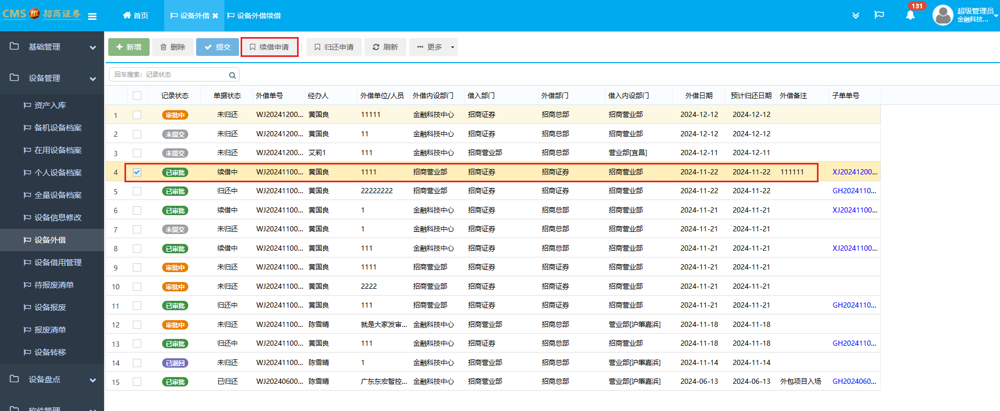 CMS 招商证券
首页
设备外借
设备外借续借
131
超级管理员
金融科技...
基础管理
设备管理
资产入库
备机设备档案
在用设备档案
个人设备档案
全量设备档案
设备信息修改
设备外借
设备借用管理
待报废清单
设备报废
报废清单
设备转移
设备盘点
软件管理
新增 删除 提交 续借申请 归还申请 刷新 更多
回车搜索：记录状态
记录状态 单据状态 外借单号 经办人 外借单位/人员 外借内设部门 借入部门 外借部门 借入内设部门 外借日期 预计归还日期 外借备注 子单单号
1 审批中 未归还 WJ20241200... 黄国良 11111 金融科技中心 招商证券 招商总部 招商营业部 2024-12-12 2024-12-12
2 未提交 未归还 WJ20241200... 黄国良 11 金融科技中心 招商证券 招商总部 招商营业部 2024-12-12 2024-12-12
3 未提交 未归还 WJ20241200... 艾莉1 111 金融科技中心 招商营业部 招商总部 营业部[宜昌] 2024-12-11 2024-12-11
4 已审批 续借中 WJ20241100... 黄国良 1111 招商营业部 招商证券 招商证券 招商营业部 2024-11-22 2024-11-22 111111 XJ20241200...
5 已审批 归还中 WJ20241100... 黄国良 22222222 招商营业部 招商证券 招商证券 招商营业部 2024-11-22 2024-11-22 GH2024110...
6 已审批 续借中 WJ20241100... 黄国良 1 金融科技中心 招商证券 招商总部 招商营业部 2024-11-21 2024-11-21 XJ20241100...
7 未提交 未归还 WJ20241100... 黄国良 1 金融科技中心 招商证券 招商总部 招商营业部 2024-11-21 2024-11-21
8 已审批 续借中 WJ20241100... 黄国良 111 金融科技中心 招商证券 招商总部 招商营业部 2024-11-21 2024-11-21 XJ20241100...
9 审批中 未归还 WJ20241100... 黄国良 1111 招商营业部 招商证券 招商证券 招商营业部 2024-11-21 2024-11-21
10 审批中 未归还 WJ20241100... 黄国良 2222 招商营业部 招商证券 招商证券 招商营业部 2024-11-21 2024-11-21
11 已审批 归还中 WJ20241100... 黄国良 111 招商营业部 招商证券 招商证券 招商营业部 2024-11-21 2024-11-21 GH2024110...
12 审批中 未归还 WJ20241100... 陈雪晴 就是大家发审... 金融科技中心 招商营业部 招商总部 营业部[沪肇嘉浜] 2024-11-18 2024-11-18
13 已审批 归还中 WJ20241100... 黄国良 111 金融科技中心 招商证券 招商总部 招商营业部 2024-11-18 2024-11-18 GH2024110...
14 已退回 未归还 WJ20241100... 陈雪晴 1 金融科技中心 招商营业部 招商总部 营业部[沪肇嘉浜] 2024-11-14 2024-11-14
15 已审批 已归还 WJ20240600... 陈雪晴 广东东宏智控... 金融科技中心 招商营业部 招商总部 营业部[沪肇嘉浜] 2024-06-13 2024-06-13 外包项目入场 GH2024060...